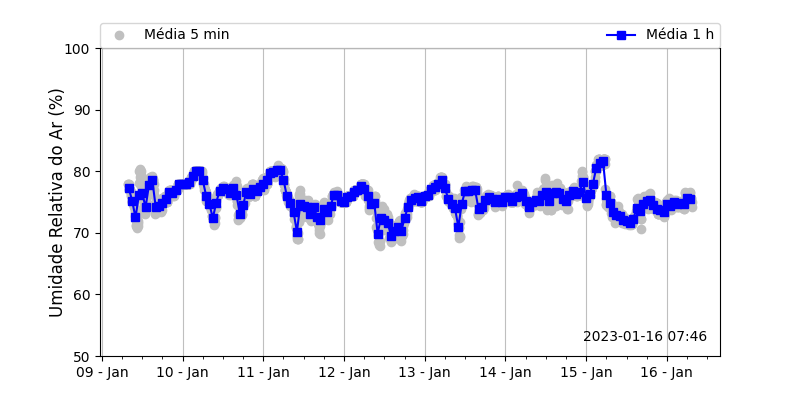 Média 5 min
Média 1 h
Umidade Relativa do Ar (%)
100
90
80
70
60
50
2023-01-16 07:46
09 - Jan
10 - Jan
11 - Jan
12 - Jan
13 - Jan
14 - Jan
15 - Jan
16 - Jan